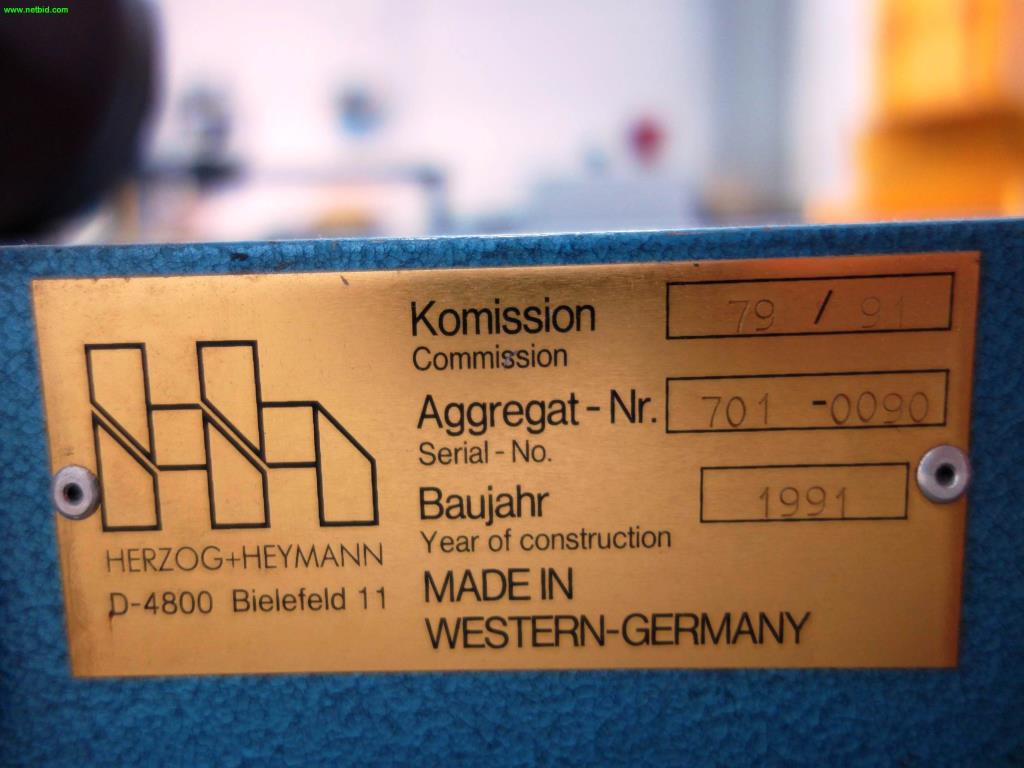 www.netbid.com
Komission 79 / 91
Commission
Aggregat-Nr. 701 -0090
Serial-No.
Baujahr 1991
Year of construction
HERZOG+HEYMANN
D-4800 Bielefeld 11
MADE IN
WESTERN-GERMANY